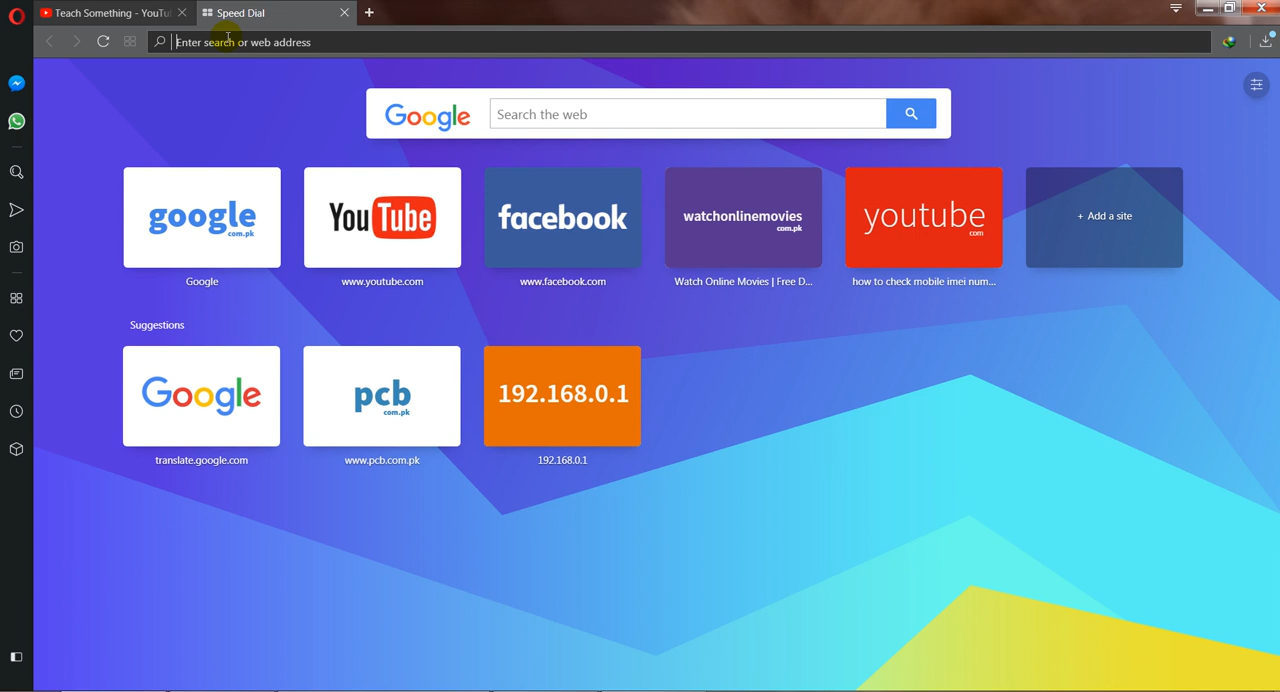 Teach Something - YouTu
Speed Dial
Enter search or web address
Google
Search the web
google
com.pk
YouTube
facebook
watchonlinemovies
com.pk
youtube
com
+ Add a site
Google
www.youtube.com
www.facebook.com
Watch Online Movies | Free D...
how to check mobile imei num...
Suggestions
Google
pcb
com.pk
192.168.0.1
translate.google.com
www.pcb.com.pk
192.168.0.1